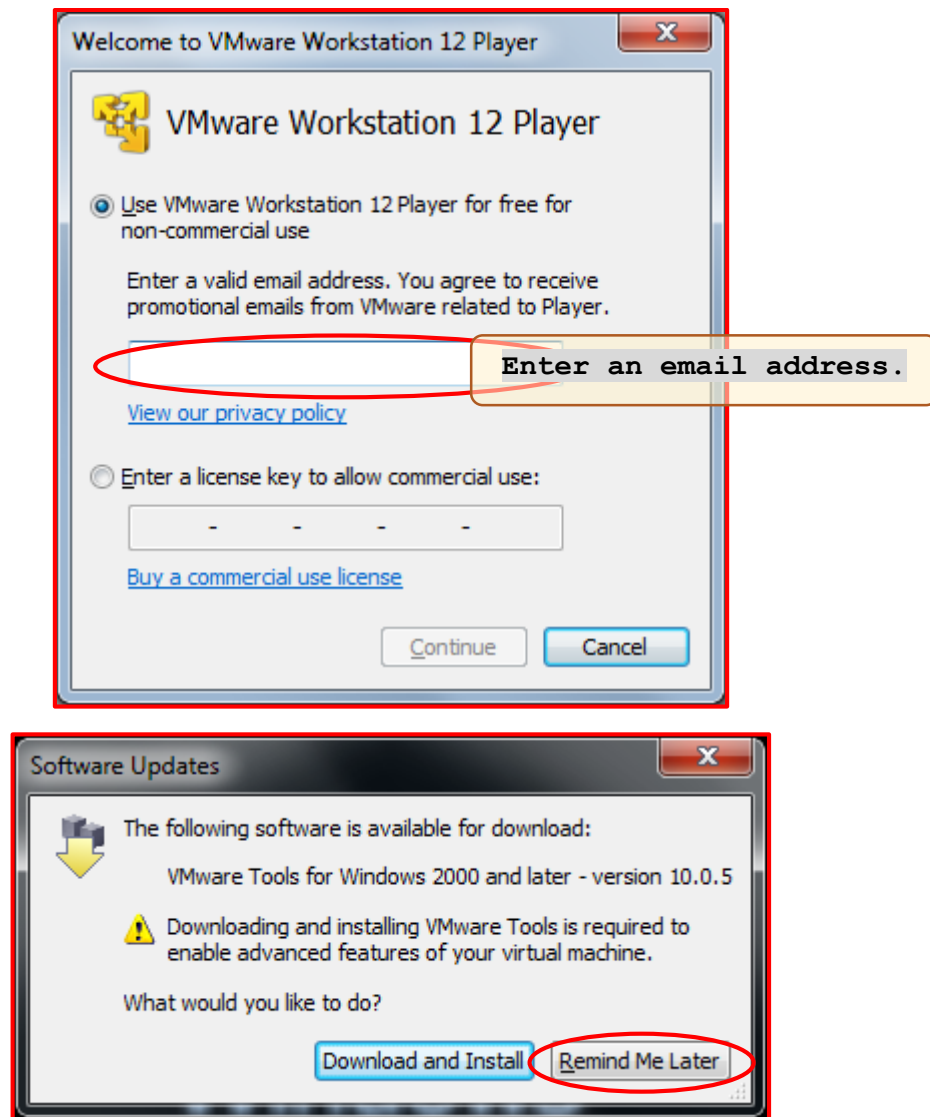 Welcome to VMware Workstation 12 Player
x
VMware Workstation 12 Player
Use VMware Workstation 12 Player for free for
non-commercial use
Enter a valid email address. You agree to receive
promotional emails from VMware related to Player.
Enter an email address.
View our privacy policy
Enter a license key to allow commercial use:
- - - -
Buy a commercial use license
Continue Cancel
Software Updates
x
The following software is available for download:
VMware Tools for Windows 2000 and later - version 10.0.5
Downloading and installing VMware Tools is required to
enable advanced features of your virtual machine.
What would you like to do?
Download and Install Remind Me Later